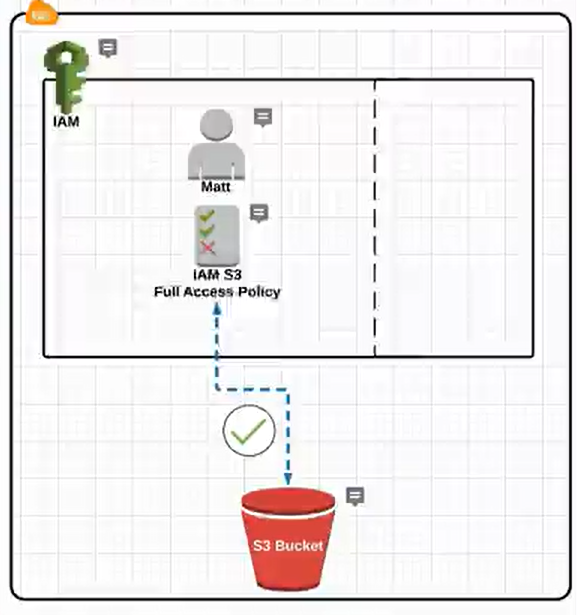 IAM
Matt
IAM S3
Full Access Policy
S3 Bucket